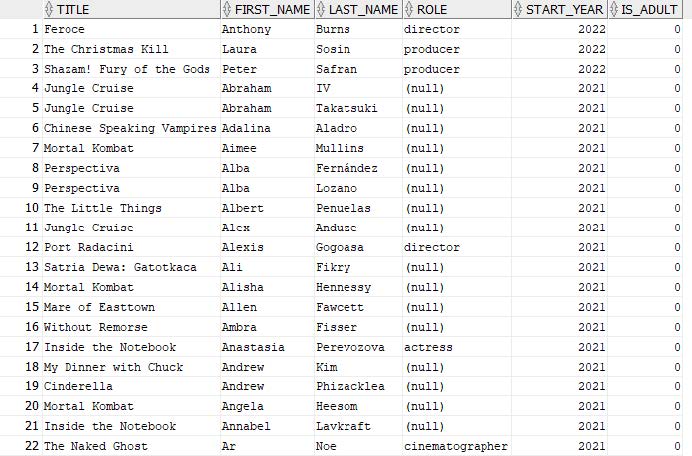 TITLE FIRST_NAME LAST_NAME ROLE START_YEAR IS_ADULT
1 Feroce Anthony Burns director 2022 0
2 The Christmas Kill Laura Sosin producer 2022 0
3 Shazam! Fury of the Gods Peter Safran producer 2022 0
4 Jungle Cruise Abraham IV (null) 2021 0
5 Jungle Cruise Abraham Takatsuki (null) 2021 0
6 Chinese Speaking Vampires Adalina Aladro (null) 2021 0
7 Mortal Kombat Aimee Mullins (null) 2021 0
8 Perspectiva Alba Fernández (null) 2021 0
9 Perspectiva Alba Lozano (null) 2021 0
10 The Little Things Albert Penuelas (null) 2021 0
11 Jungle Cruise Alex Anduze (null) 2021 0
12 Port Radacini Alexis Gogoasa director 2021 0
13 Satria Dewa: Gatotkaca Ali Fikry (null) 2021 0
14 Mortal Kombat Alisha Hennessy (null) 2021 0
15 Mare of Easttown Allen Fawcett (null) 2021 0
16 Without Remorse Ambra Fisser (null) 2021 0
17 Inside the Notebook Anastasia Perevozova actress 2021 0
18 My Dinner with Chuck Andrew Kim (null) 2021 0
19 Cinderella Andrew Phizacklea (null) 2021 0
20 Mortal Kombat Angela Heesom (null) 2021 0
21 Inside the Notebook Annabel Lavkraft (null) 2021 0
22 The Naked Ghost Ar Noe cinematographer 2021 0